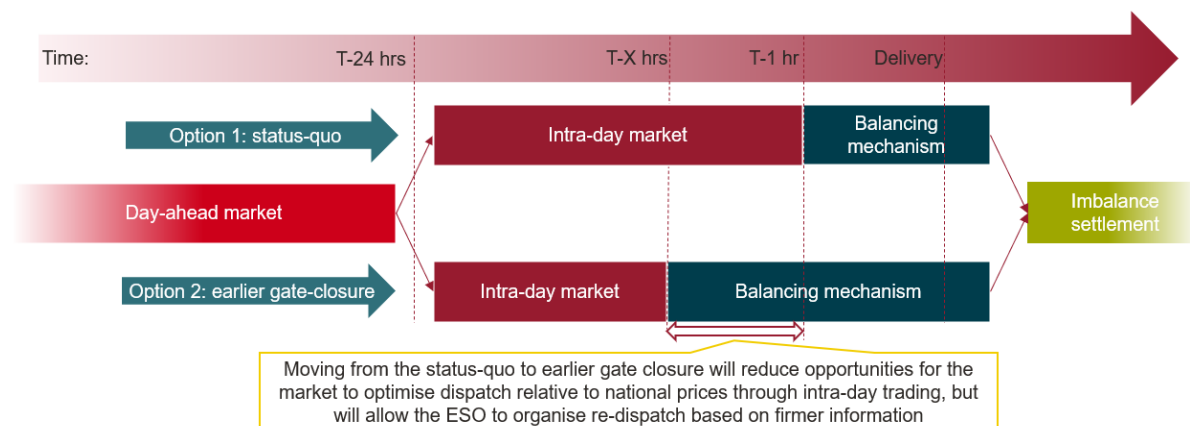 Time:
T-24 hrs
T-X hrs
T-1 hr
Delivery
Option 1: status-quo
Intra-day market
Balancing
mechanism
Day-ahead market
Imbalance
settlement
Option 2: earlier gate-closure
Intra-day market
Balancing mechanism
Moving from the status-quo to earlier gate closure will reduce opportunities for the
market to optimise dispatch relative to national prices through intra-day trading, but
will allow the ESO to organise re-dispatch based on firmer information